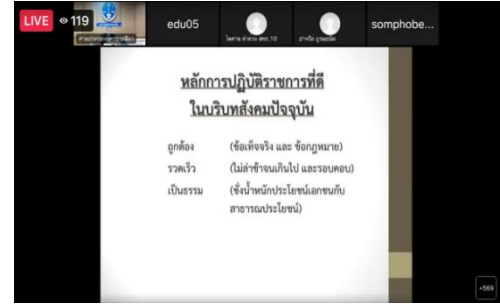 LIVE
119
edu05
somphobe...
หลักการปฏิบัติราชการที่ดี
ในบริบทสังคมปัจจุบัน
ถูกต้อง (ข้อเท็จจริง และ ข้อกฎหมาย)
รวดเร็ว (ไม่ล่าช้าจนเกินไป และรอบคอบ)
เป็นธรรม (ชั่งน้ำหนักประโยชน์เอกชนกับ
สาธารณประโยชน์)
+569